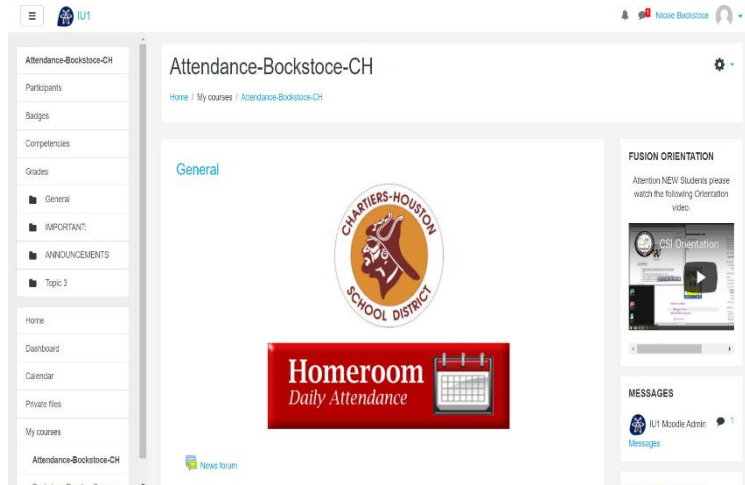 IU1
1
Nicole Bockstoce
Attendance-Bockstoce-CH
Participants
Badges
Competencies
Grades
General
IMPORTANT:
ANNOUNCEMENTS
Topic 3
Home
Dashboard
Calendar
Private files
My courses
Attendance-Bockstoce-CH
Attendance-Bockstoce-CH
Home / My courses / Attendance-Bockstoce-CH
General
CHARTIERS-HOUSTON
SCHOOL DISTRICT
Homeroom
Daily Attendance
News forum
FUSION ORIENTATION
Attention NEW Students please
watch the following Orientation
video.
CSI Orientation
MESSAGES
IU1 Moodle Admin 1
Messages